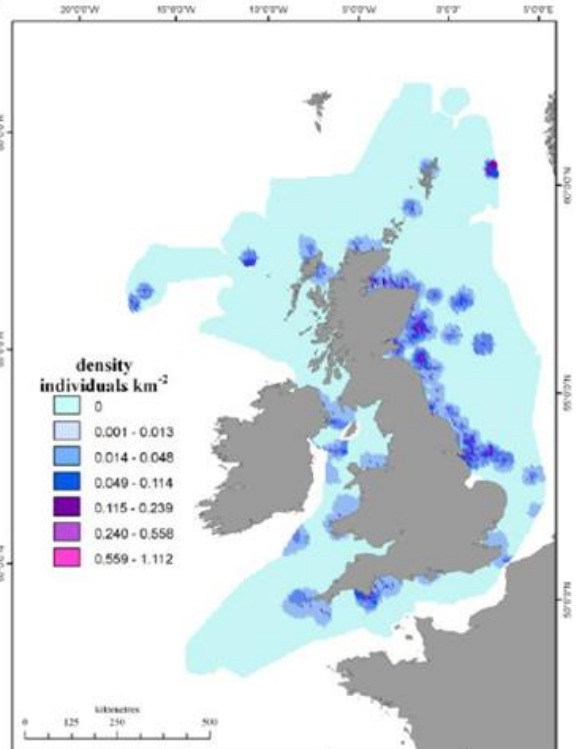 20°0'0"W 15°0'0"W 10°0'0"W 5°0'0"W 5°0'0"E
60°0'0"N
55°0'0"N
50°0'0"N
density
individuals km⁻²
0
0.001 - 0.013
0.014 - 0.048
0.049 - 0.114
0.115 - 0.239
0.240 - 0.558
0.559 - 1.112
kilometres
0 125 250 500